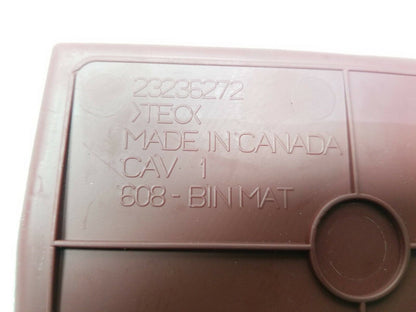 23236272
>TEO<
MADE IN CANADA
CAV 1
608 - BIN MAT